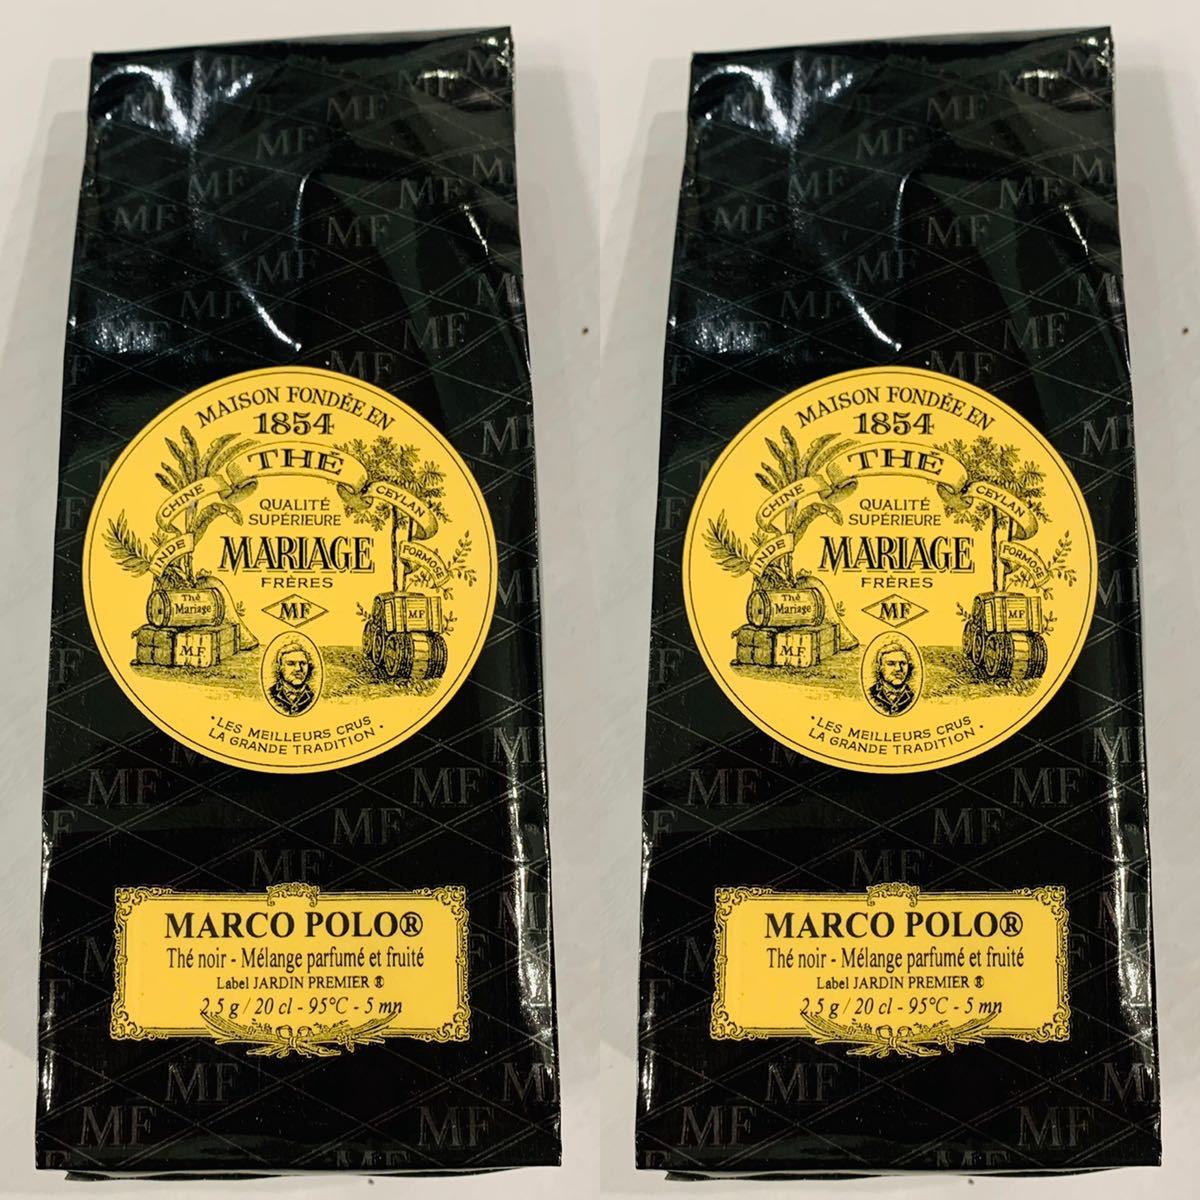 MAISON FONDÉE EN
1854
THÉ
CHINE
CEYLAN
INDE
FORMOSE
QUALITÉ
SUPÉRIEURE
MARIAGE
FRÈRES
MF
Thé
Mariage
M.F
MF
· LES MEILLEURS CRUS ·
LA GRANDE TRADITION
MARCO POLO®
Thé noir - Mélange parfumé et fruité
Label JARDIN PREMIER ®
2,5 g / 20 cl - 95°C - 5 mn
MAISON FONDÉE EN
1854
THÉ
CHINE
CEYLAN
INDE
FORMOSE
QUALITÉ
SUPÉRIEURE
MARIAGE
FRÈRES
MF
Thé
Mariage
M.F
MF
· LES MEILLEURS CRUS ·
LA GRANDE TRADITION
MARCO POLO®
Thé noir - Mélange parfumé et fruité
Label JARDIN PREMIER ®
2,5 g / 20 cl - 95°C - 5 mn